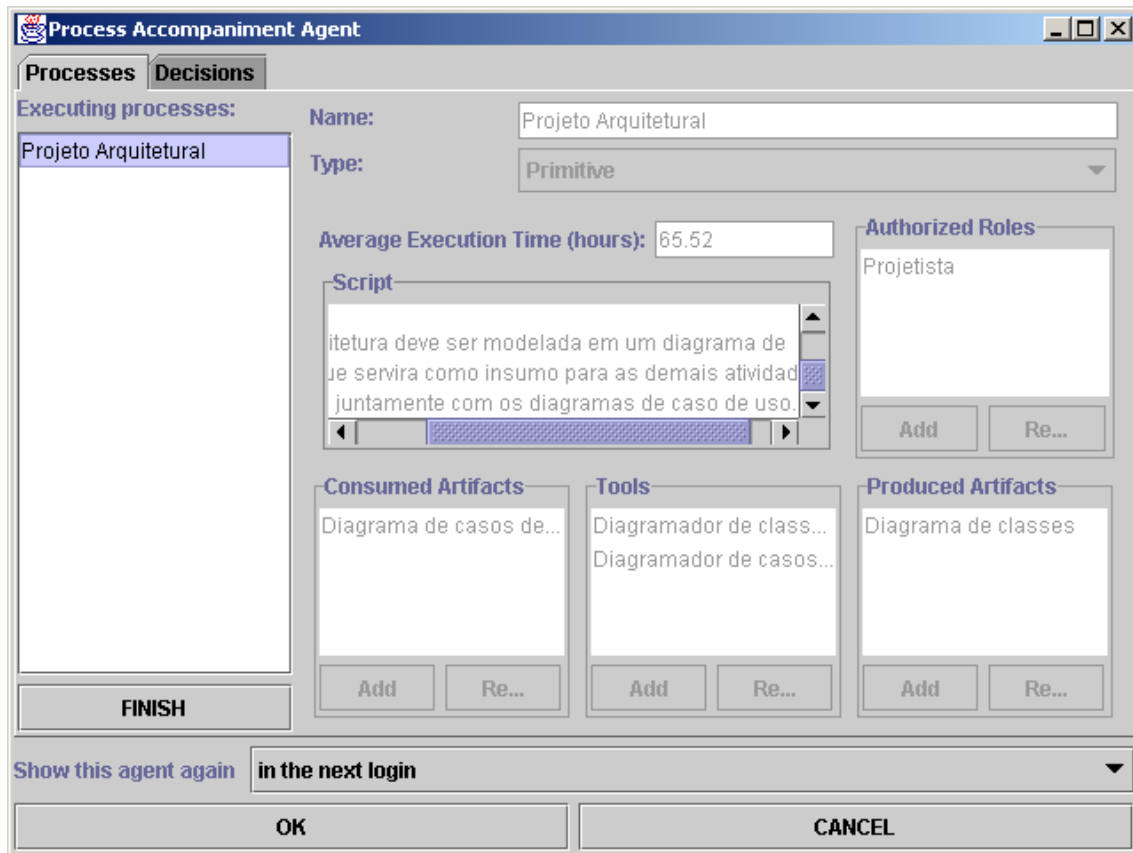 Process Accompaniment Agent
Processes Decisions
Executing processes:
Projeto Arquitetural
FINISH
Name: Projeto Arquitetural
Type: Primitive
Average Execution Time (hours): 65.52
Script
itetura deve ser modelada em um diagrama de
ue servira como insumo para as demais atividad
juntamente com os diagramas de caso de uso.
Authorized Roles
Projetista
Add Re...
Consumed Artifacts
Diagrama de casos de...
Add Re...
Tools
Diagramador de class...
Diagramador de casos...
Add Re...
Produced Artifacts
Diagrama de classes
Add Re...
Show this agent again in the next login
OK CANCEL